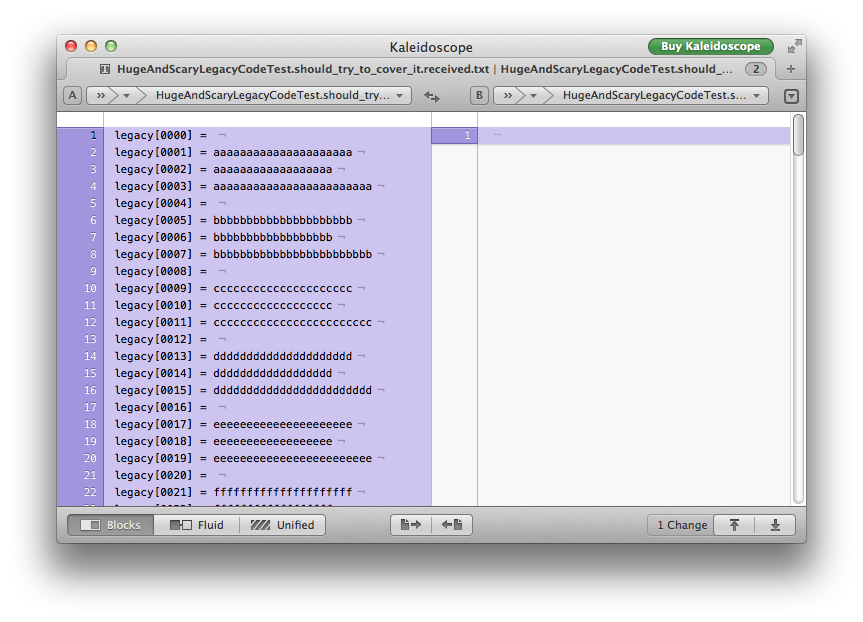 Kaleidoscope
Buy Kaleidoscope
HugeAndScaryLegacyCodeTest.should_try_to_cover_it.received.txt | HugeAndScaryLegacyCodeTest.should_... 2
A » HugeAndScaryLegacyCodeTest.should_try... B » HugeAndScaryLegacyCodeTest.s...
1 legacy[0000] = ¬ 1 ¬
2 legacy[0001] = aaaaaaaaaaaaaaaaaaaaa ¬
3 legacy[0002] = aaaaaaaaaaaaaaaaaa ¬
4 legacy[0003] = aaaaaaaaaaaaaaaaaaaaaaaa ¬
5 legacy[0004] = ¬
6 legacy[0005] = bbbbbbbbbbbbbbbbbbbbb ¬
7 legacy[0006] = bbbbbbbbbbbbbbbbbb ¬
8 legacy[0007] = bbbbbbbbbbbbbbbbbbbbbbbb ¬
9 legacy[0008] = ¬
10 legacy[0009] = ccccccccccccccccccccc ¬
11 legacy[0010] = cccccccccccccccccc ¬
12 legacy[0011] = cccccccccccccccccccccccc ¬
13 legacy[0012] = ¬
14 legacy[0013] = ddddddddddddddddddddd ¬
15 legacy[0014] = dddddddddddddddddd ¬
16 legacy[0015] = dddddddddddddddddddddddd ¬
17 legacy[0016] = ¬
18 legacy[0017] = eeeeeeeeeeeeeeeeeeeee ¬
19 legacy[0018] = eeeeeeeeeeeeeeeeee ¬
20 legacy[0019] = eeeeeeeeeeeeeeeeeeeeeeee ¬
21 legacy[0020] = ¬
22 legacy[0021] = fffffffffffffffffffff ¬
Blocks Fluid Unified 1 Change